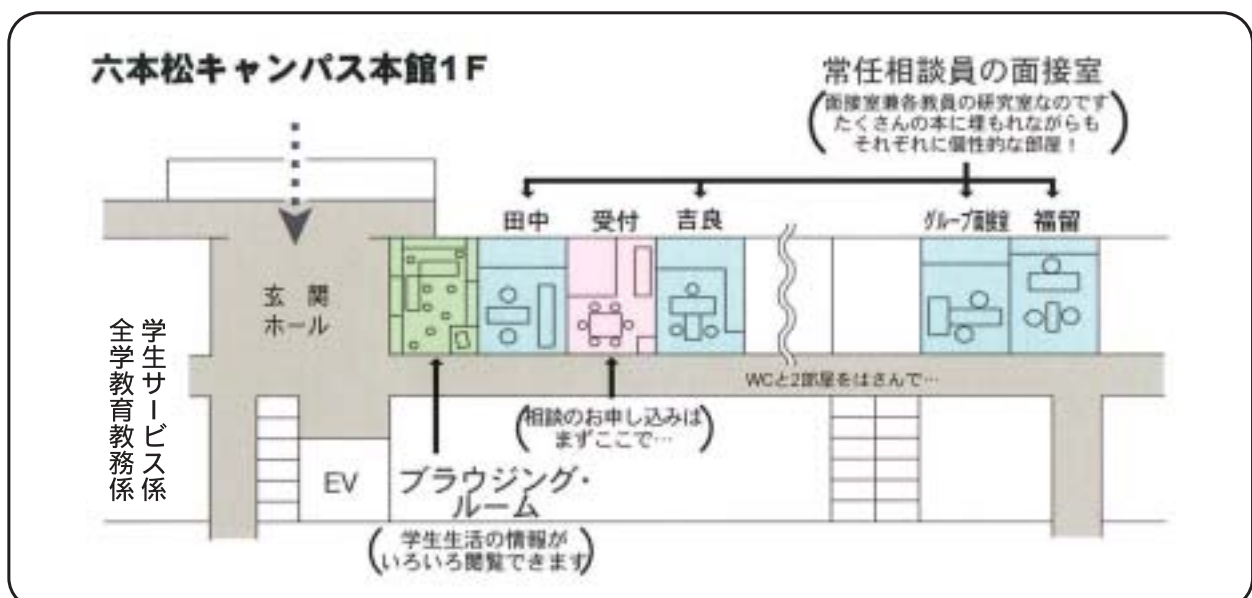 六本松キャンパス本館1F
常任相談員の面接室
面接室兼各教員の研究室なのです
たくさんの本に埋もれながらも
それぞれに個性的な部屋！
田中
受付
吉良
グループ面接室
福留
玄関
ホール
学生サービス係
全学教育教務係
WCと2部屋をはさんで…
相談のお申し込みは
まずここで…
EV
ブラウジング・
ルーム
学生生活の情報が
いろいろ閲覧できます